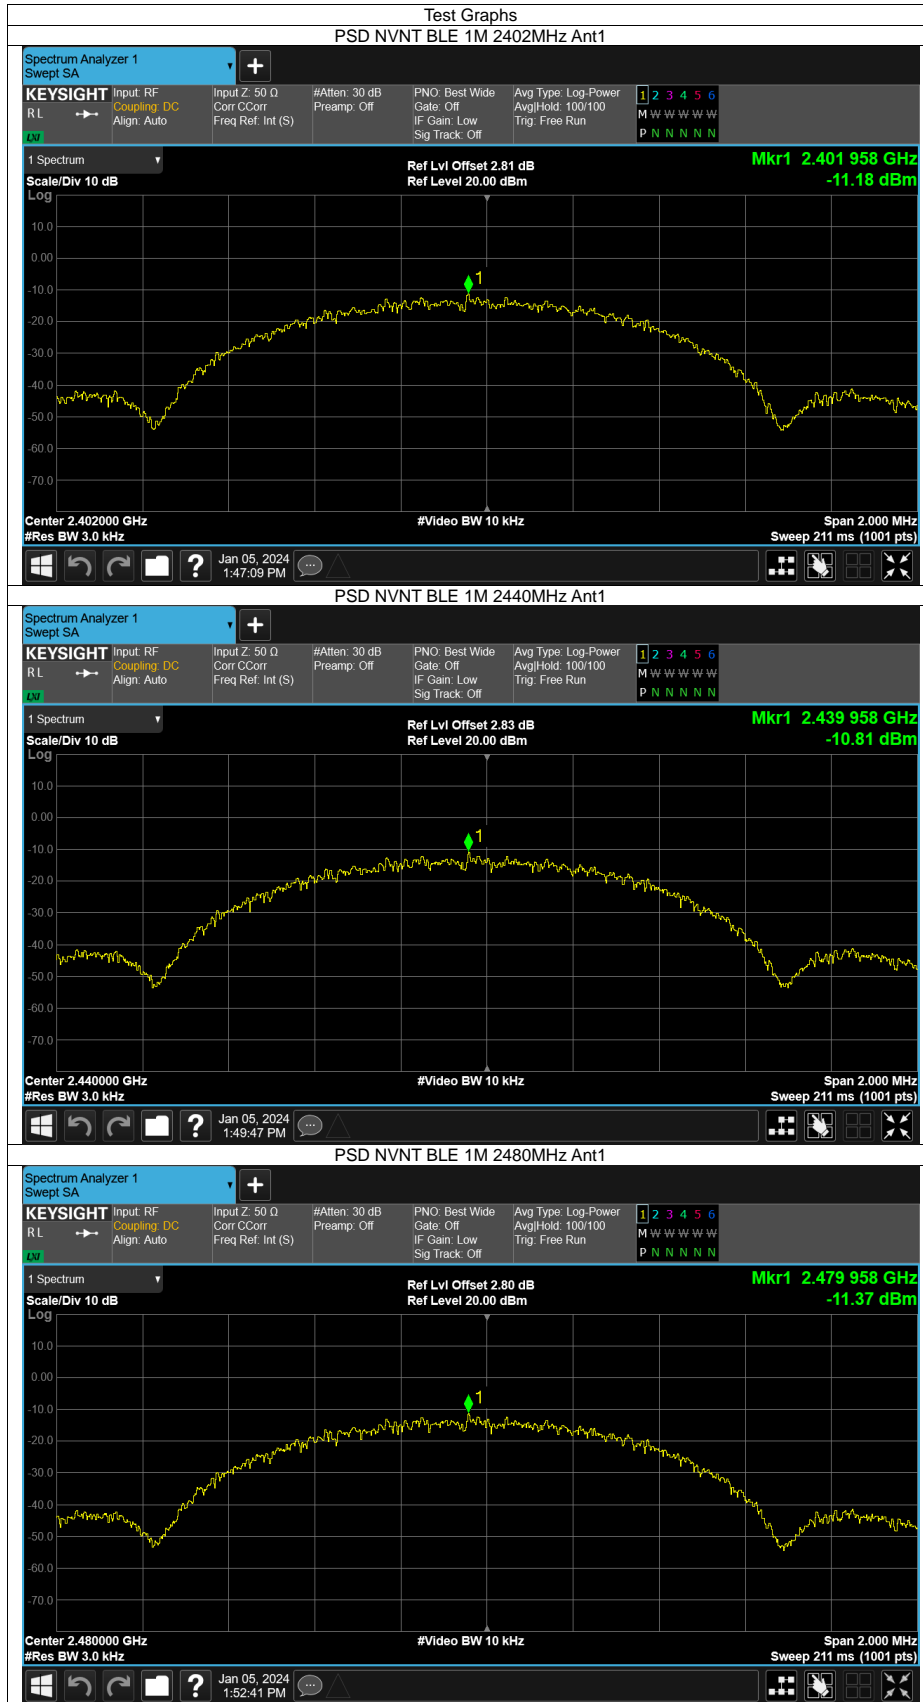 Test Graphs
PSD NVNT BLE 1M 2402MHz Ant1
Spectrum Analyzer 1
Swept SA
+
KEYSIGHT Input: RF Input Z: 50 Ω #Atten: 30 dB PNO: Best Wide Avg Type: Log-Power 1 2 3 4 5 6
R L Coupling: DC Corr CCorr Preamp: Off Gate: Off Avg|Hold: 100/100 M W W W W W
Align: Auto Freq Ref: Int (S) IF Gain: Low Trig: Free Run
LXI Sig Track: Off P N N N N N
1 Spectrum Ref Lvl Offset 2.81 dB Mkr1 2.401 958 GHz
Scale/Div 10 dB Ref Level 20.00 dBm -11.18 dBm
Log
10.0
0.00
1
-10.0
-20.0
-30.0
-40.0
-50.0
-60.0
-70.0
Center 2.402000 GHz #Video BW 10 kHz Span 2.000 MHz
#Res BW 3.0 kHz Sweep 211 ms (1001 pts)
? Jan 05, 2024
1:47:09 PM
PSD NVNT BLE 1M 2440MHz Ant1
Spectrum Analyzer 1
Swept SA
+
KEYSIGHT Input: RF Input Z: 50 Ω #Atten: 30 dB PNO: Best Wide Avg Type: Log-Power 1 2 3 4 5 6
R L Coupling: DC Corr CCorr Preamp: Off Gate: Off Avg|Hold: 100/100 M W W W W W
Align: Auto Freq Ref: Int (S) IF Gain: Low Trig: Free Run
LXI Sig Track: Off P N N N N N
1 Spectrum Ref Lvl Offset 2.83 dB Mkr1 2.439 958 GHz
Scale/Div 10 dB Ref Level 20.00 dBm -10.81 dBm
Log
10.0
0.00
1
-10.0
-20.0
-30.0
-40.0
-50.0
-60.0
-70.0
Center 2.440000 GHz #Video BW 10 kHz Span 2.000 MHz
#Res BW 3.0 kHz Sweep 211 ms (1001 pts)
? Jan 05, 2024
1:49:47 PM
PSD NVNT BLE 1M 2480MHz Ant1
Spectrum Analyzer 1
Swept SA
+
KEYSIGHT Input: RF Input Z: 50 Ω #Atten: 30 dB PNO: Best Wide Avg Type: Log-Power 1 2 3 4 5 6
R L Coupling: DC Corr CCorr Preamp: Off Gate: Off Avg|Hold: 100/100 M W W W W W
Align: Auto Freq Ref: Int (S) IF Gain: Low Trig: Free Run
LXI Sig Track: Off P N N N N N
1 Spectrum Ref Lvl Offset 2.80 dB Mkr1 2.479 958 GHz
Scale/Div 10 dB Ref Level 20.00 dBm -11.37 dBm
Log
10.0
0.00
1
-10.0
-20.0
-30.0
-40.0
-50.0
-60.0
-70.0
Center 2.480000 GHz #Video BW 10 kHz Span 2.000 MHz
#Res BW 3.0 kHz Sweep 211 ms (1001 pts)
? Jan 05, 2024
1:52:41 PM